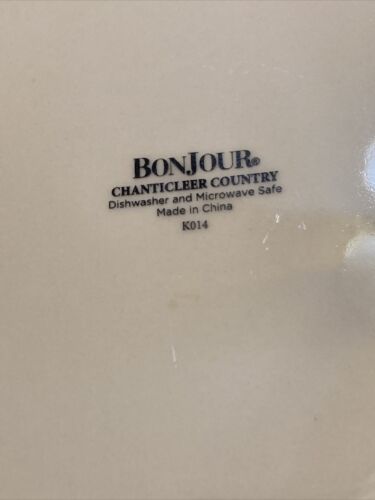 BONJOUR®
CHANTICLEER COUNTRY
Dishwasher and Microwave Safe
Made in China
K014